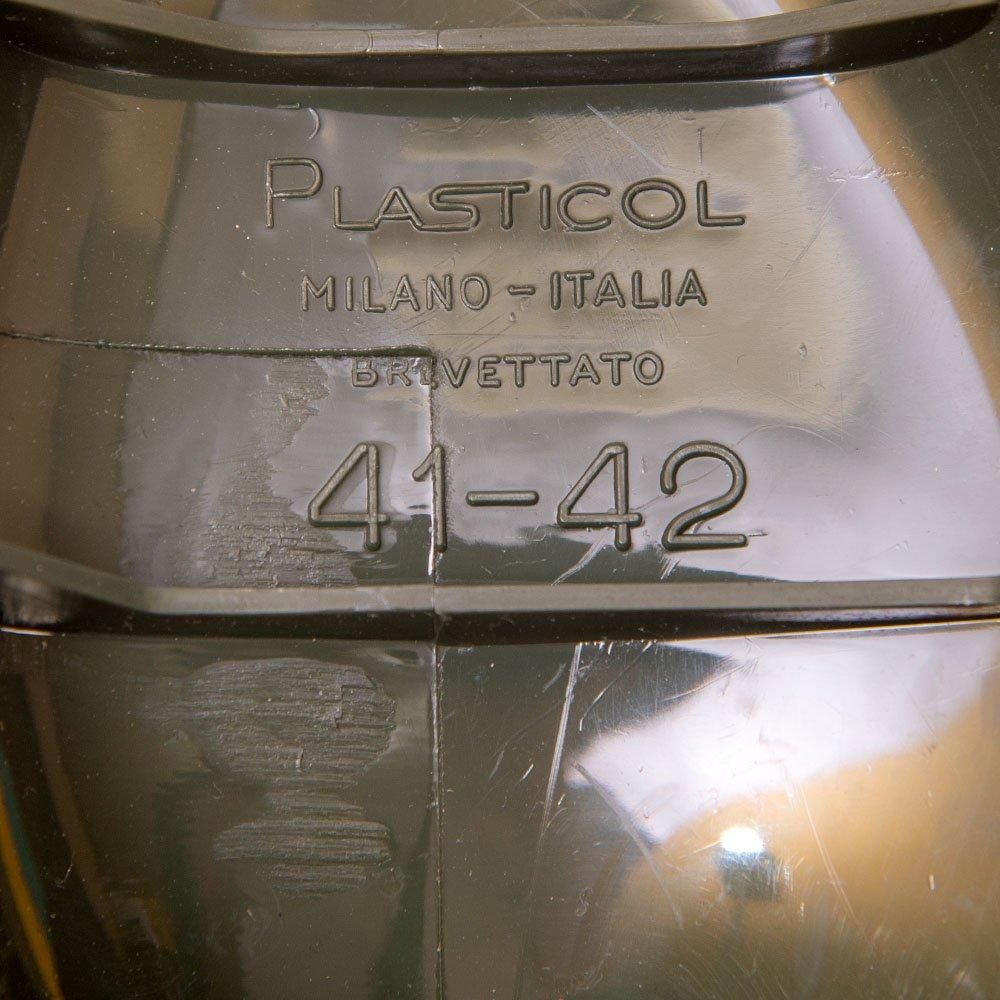 PLASTICOL
MILANO - ITALIA
BREVETTATO
41-42